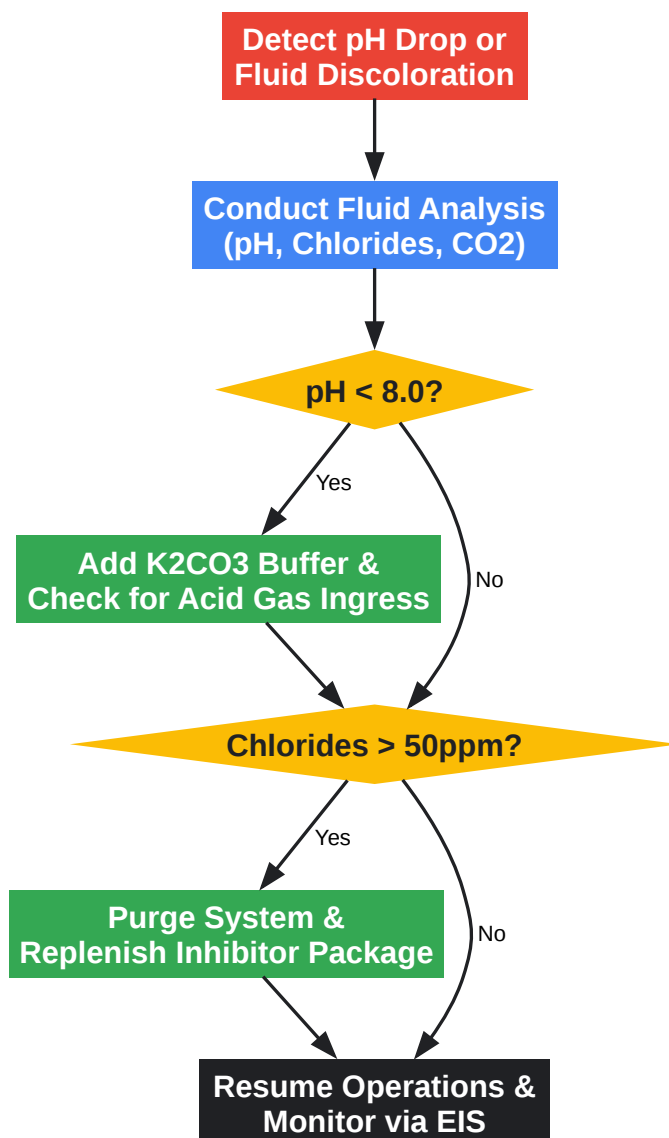 Detect pH Drop or
Fluid Discoloration
Conduct Fluid Analysis
(pH, Chlorides, CO2)
pH < 8.0?
Yes
Add K2CO3 Buffer &
Check for Acid Gas Ingress
No
Chlorides > 50ppm?
Yes
Purge System &
Replenish Inhibitor Package
No
Resume Operations &
Monitor via EIS